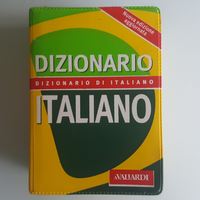 Nuova edizione
aggiornata
DIZIONARIO
DIZIONARIO DI ITALIANO
ITALIANO
A.VALLARDI